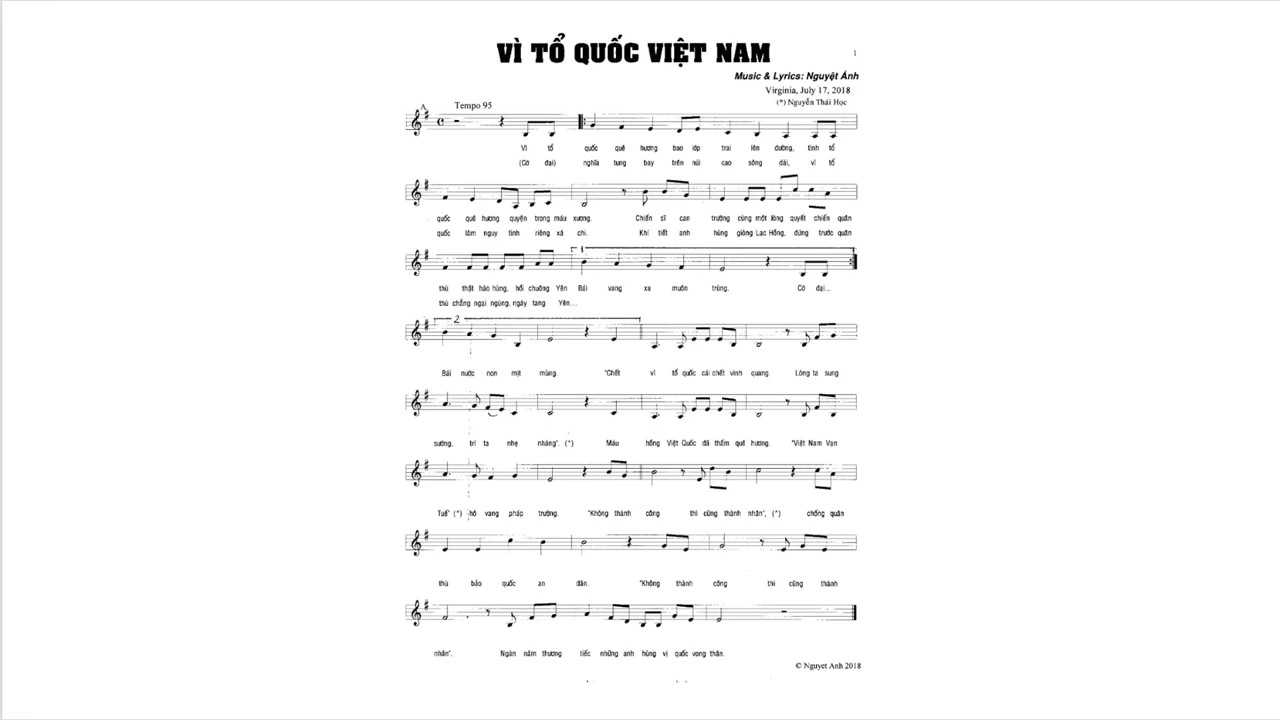 VÌ TỔ QUỐC VIỆT NAM
1
Music & Lyrics: Nguyệt Ánh
Virginia, July 17, 2018
(*) Nguyễn Thái Học
A
Tempo 95
Vì tổ quốc quê hương bao lớp trai lên đường, tình tổ
(Cờ đại) nghĩa tung bay trên núi cao sông dài, vì tổ
quốc quê hương quyện trong máu xương. Chiến sĩ can trường cùng một lòng quyết chiến quân
quốc lâm nguy tình riêng xá chi. Khí tiết anh hùng giòng Lạc Hồng, đứng trước quân
1
thù thật hào hùng, hồi chuông Yên Bái vang xa muôn trùng. Cờ đại...
thù chẳng ngại ngùng, ngày tang Yên...
2
Bái nước non mịt mùng. "Chết vì tổ quốc cái chết vinh quang. Lòng ta sung
sướng, trí ta nhẹ nhàng". (*) Máu hồng Việt Quốc đã thắm quê hương. "Việt Nam Vạn
Tuế" (*) hô vang pháp trường. "Không thành công thì cũng thành nhân", (*) chống quân
thù bảo quốc an dân. "Không thành công thì cũng thành
nhân". Ngàn năm thương tiếc những anh hùng vị quốc vong thân.
© Nguyet Anh 2018